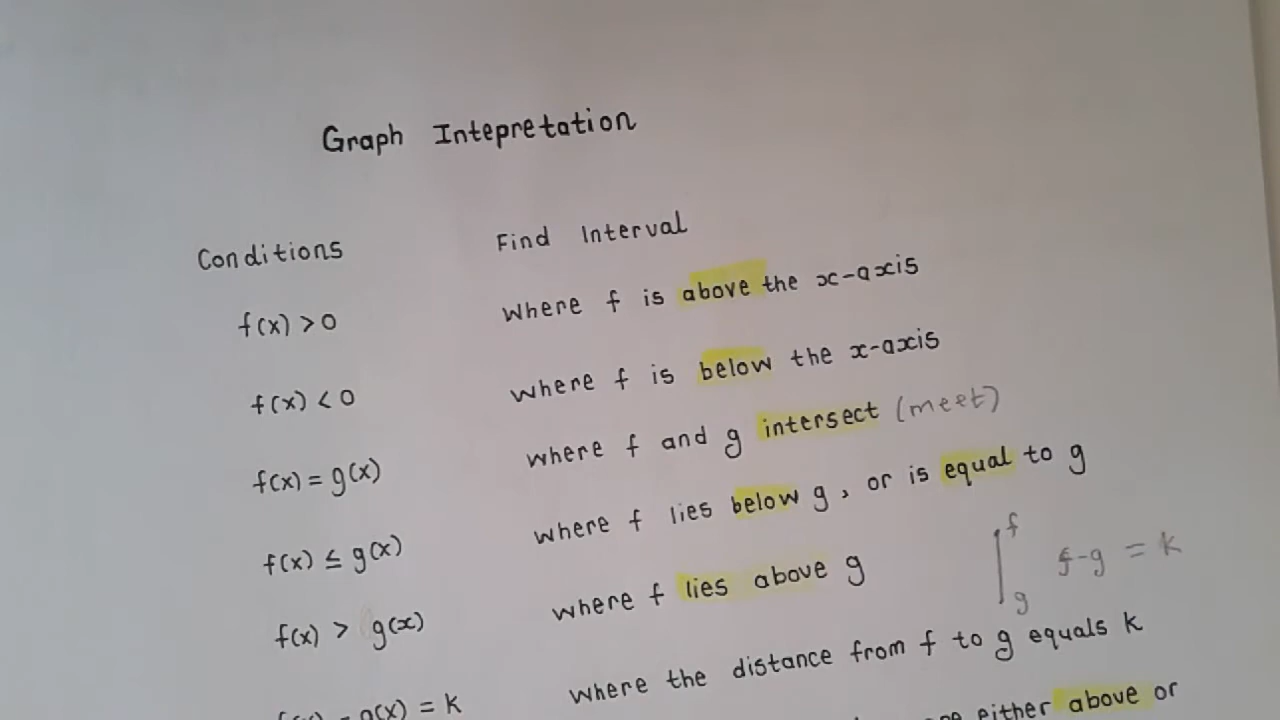 Graph Intepretation
Conditions Find Interval
f(x) > 0 Where f is above the x-axis
f(x) < 0 where f is below the x-axis
f(x) = g(x) where f and g intersect (meet)
f(x) ≤ g(x) where f lies below g, or is equal to g
f(x) > g(x) where f lies above g
f
g
f-g = k
g(x) = k where the distance from f to g equals k
either above or